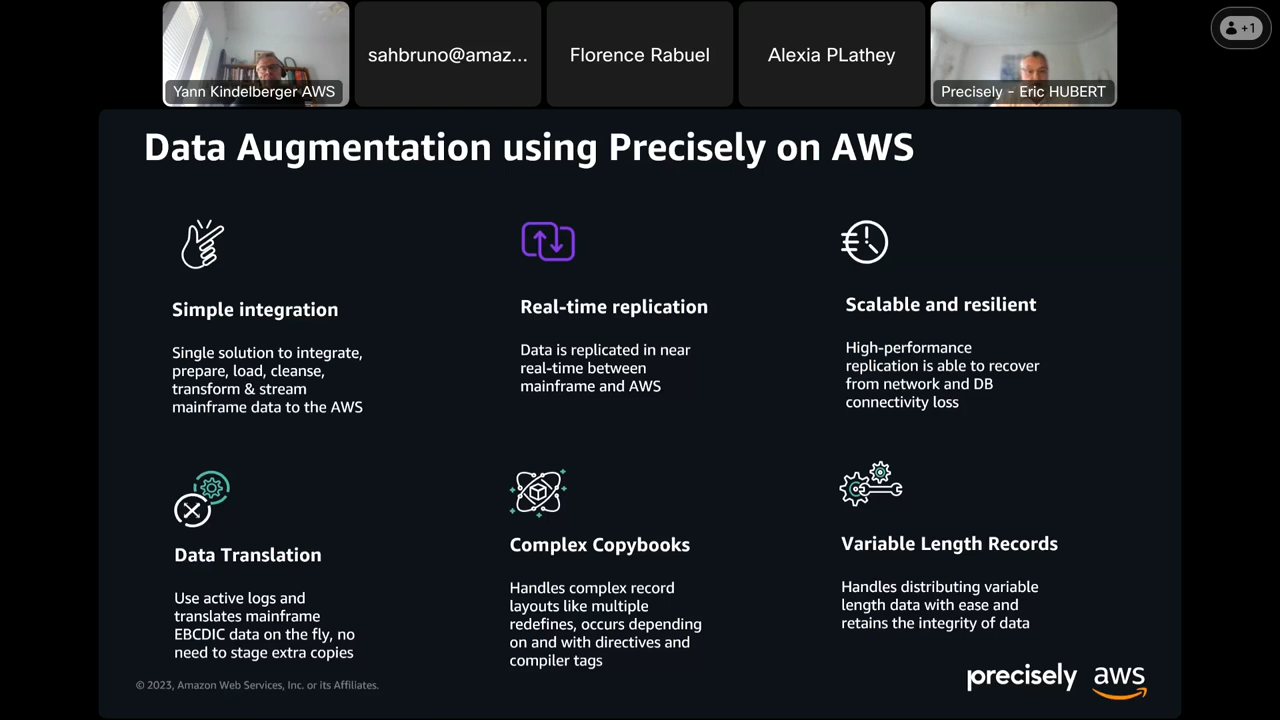 Yann Kindelberger AWS
sahbruno@amaz...
Florence Rabuel
Alexia PLathey
Precisely - Eric HUBERT
+1
Data Augmentation using Precisely on AWS
Simple integration
Single solution to integrate,
prepare, load, cleanse,
transform & stream
mainframe data to the AWS
Real-time replication
Data is replicated in near
real-time between
mainframe and AWS
Scalable and resilient
High-performance
replication is able to recover
from network and DB
connectivity loss
Data Translation
Use active logs and
translates mainframe
EBCDIC data on the fly, no
need to stage extra copies
Complex Copybooks
Handles complex record
layouts like multiple
redefines, occurs depending
on and with directives and
compiler tags
Variable Length Records
Handles distributing variable
length data with ease and
retains the integrity of data
© 2023, Amazon Web Services, Inc. or its Affiliates.
precisely aws